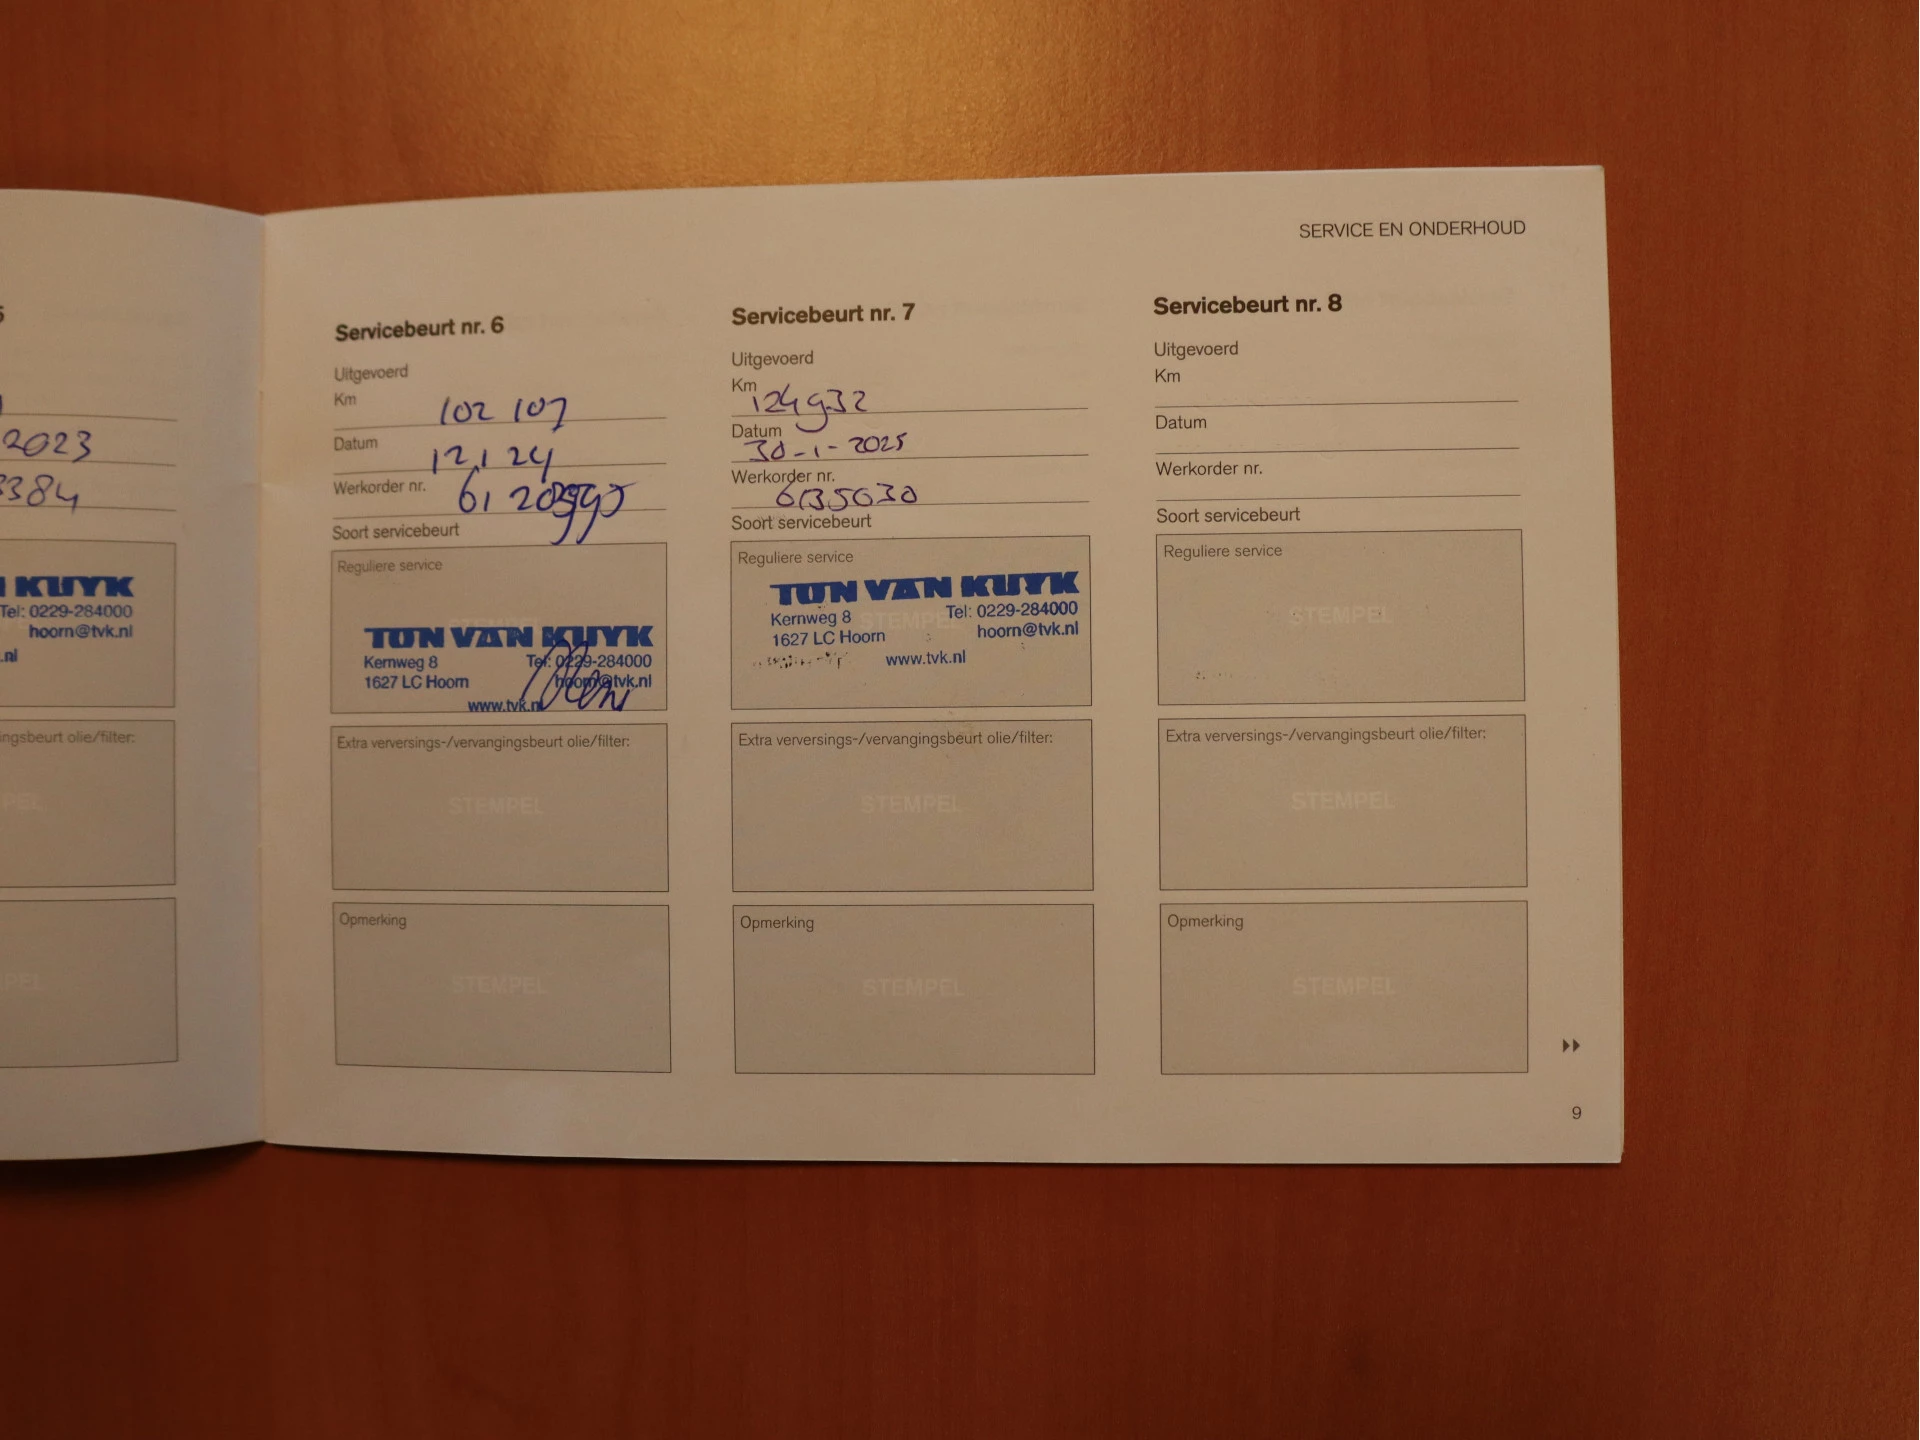 SERVICE EN ONDERHOUD
2023
3384
KUYK
Tel: 0229-284000
hoorn@tvk.nl
.nl
ingsbeurt olie/filter:
Servicebeurt nr. 6
Uitgevoerd
Km 102 107
Datum 12,1 24
Werkorder nr.
Soort servicebeurt
Reguliere service
TON VAN KUYK
Kernweg 8 Tel: 0229-284000
1627 LC Hoorn hoorn@tvk.nl
www.tvk.nl
Extra verversings-/vervangingsbeurt olie/filter:
STEMPEL
Opmerking
STEMPEL
Servicebeurt nr. 7
Uitgevoerd
Km 124932
Datum 30-1-2025
Werkorder nr. 6135030
Soort servicebeurt
Reguliere service
STEMPEL
TON VAN KUYK
Kernweg 8 Tel: 0229-284000
1627 LC Hoorn hoorn@tvk.nl
www.tvk.nl
Extra verversings-/vervangingsbeurt olie/filter:
STEMPEL
Opmerking
STEMPEL
Servicebeurt nr. 8
Uitgevoerd
Km
Datum
Werkorder nr.
Soort servicebeurt
Reguliere service
STEMPEL
Extra verversings-/vervangingsbeurt olie/filter:
STEMPEL
Opmerking
STEMPEL
9